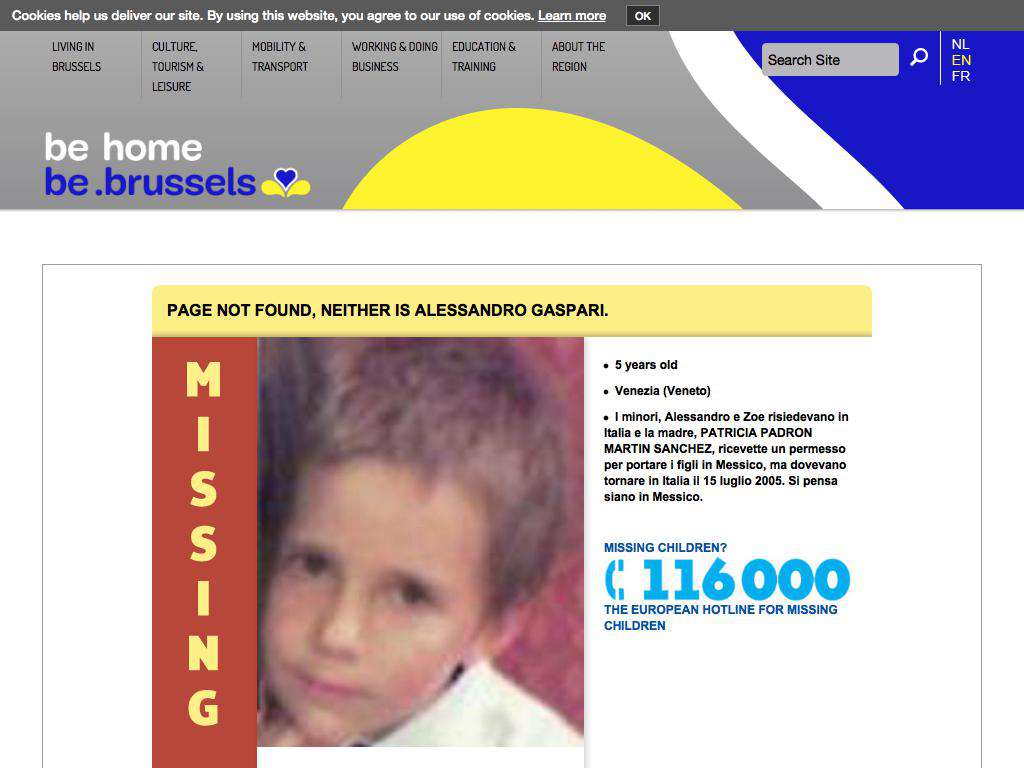 Cookies help us deliver our site. By using this website, you agree to our use of cookies. Learn more OK
LIVING IN
BRUSSELS
CULTURE,
TOURISM &
LEISURE
MOBILITY &
TRANSPORT
WORKING & DOING
BUSINESS
EDUCATION &
TRAINING
ABOUT THE
REGION
Search Site
NL
EN
FR
be home
be .brussels
PAGE NOT FOUND, NEITHER IS ALESSANDRO GASPARI.
MISSING
• 5 years old
• Venezia (Veneto)
• I minori, Alessandro e Zoe risiedevano in
Italia e la madre, PATRICIA PADRON
MARTIN SANCHEZ, ricevette un permesso
per portare i figli in Messico, ma dovevano
tornare in Italia il 15 luglio 2005. Si pensa
siano in Messico.
MISSING CHILDREN?
116 000
THE EUROPEAN HOTLINE FOR MISSING
CHILDREN